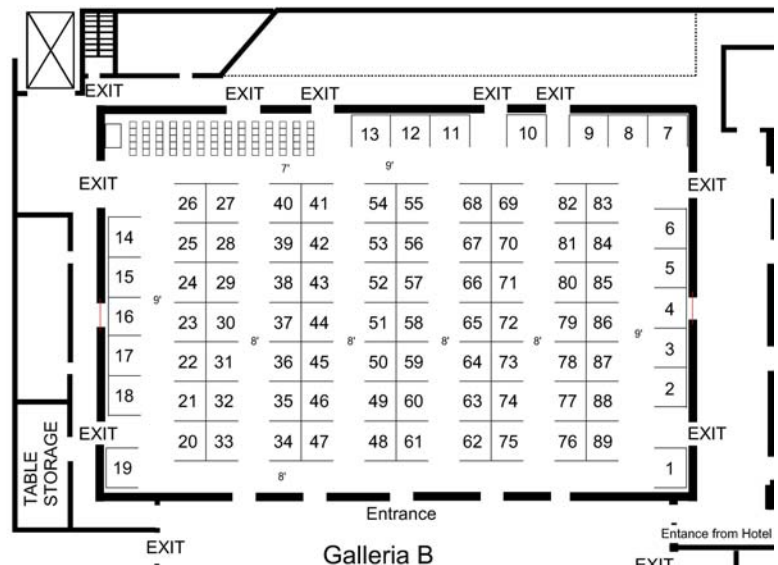 EXIT
EXIT EXIT EXIT EXIT
13 12 11 10 9 8 7
7' 9'
EXIT EXIT
26 27 40 41 54 55 68 69 82 83
14 25 28 39 42 53 56 67 70 81 84 6
15 24 29 38 43 52 57 66 71 80 85 5
9'
16 23 30 37 44 51 58 65 72 79 86 4
8' 8' 8' 8' 9'
17 22 31 36 45 50 59 64 73 78 87 3
18 21 32 35 46 49 60 63 74 77 88 2
EXIT 20 33 34 47 48 61 62 75 76 89 EXIT
19 1
8'
TABLE
STORAGE
Entrance
Entance from Hotel
EXIT
Galleria B
EXIT